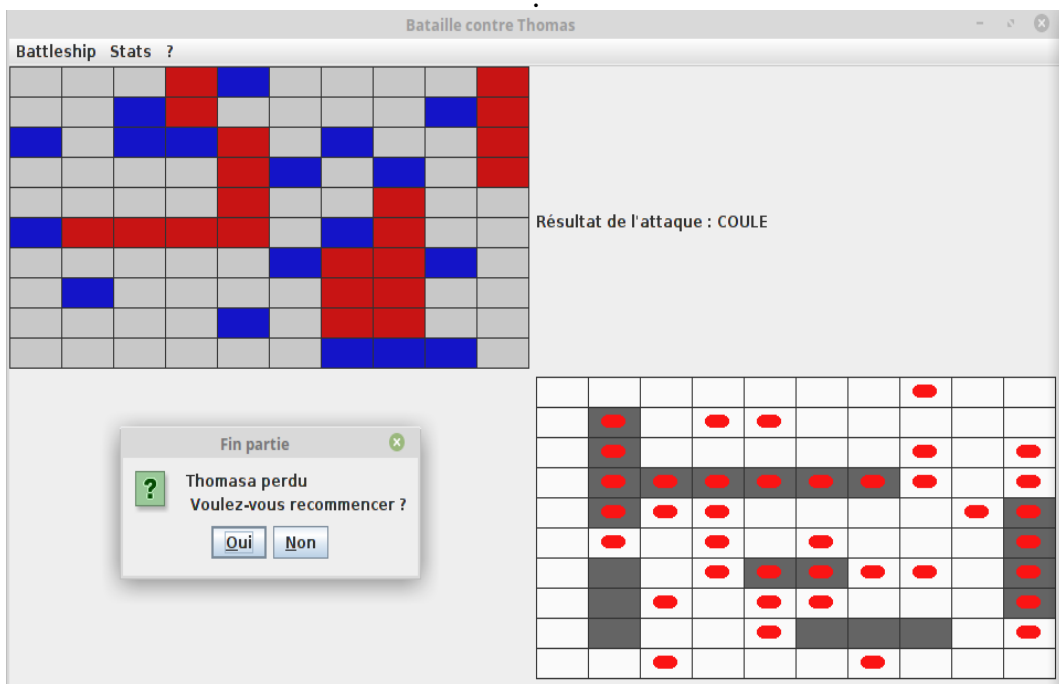 Bataille contre Thomas
Battleship Stats ?
Résultat de l'attaque : COULE
Fin partie
?
Thomasa perdu
Voulez-vous recommencer ?
Oui Non